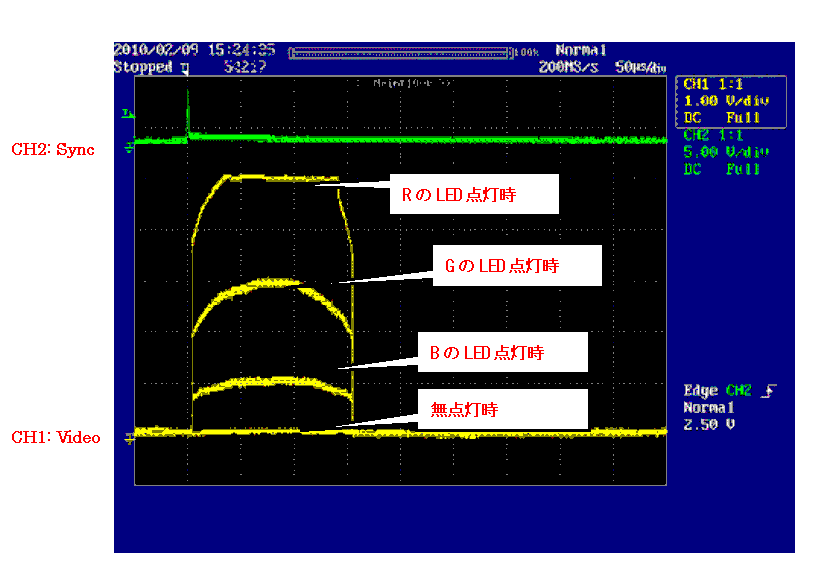 2010/02/09 15:24:35 100% Normal
Stopped 200MS/s 50µs/div
CH1 1:1
1.00 V/div
DC Full
CH2 1:1
5.00 V/div
DC Full
CH2: Sync
RのLED点灯時
GのLED点灯時
BのLED点灯時
無点灯時
Edge CH2
Normal
2.50 V
CH1: Video